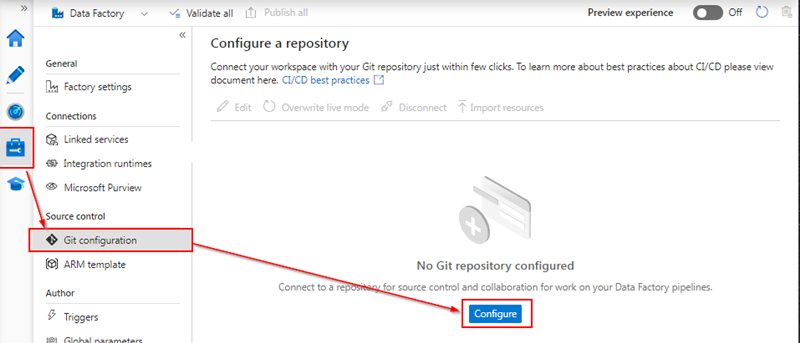 Data Factory
Validate all
Publish all
Preview experience
Off
General
Factory settings
Connections
Linked services
Integration runtimes
Microsoft Purview
Source control
Git configuration
ARM template
Author
Triggers
Global parameters
Configure a repository
Connect your workspace with your Git repository just within few clicks. To learn more about best practices about CI/CD please view
document here. CI/CD best practices
Edit
Overwrite live mode
Disconnect
Import resources
No Git repository configured
Connect to a repository for source control and collaboration for work on your Data Factory pipelines.
Configure